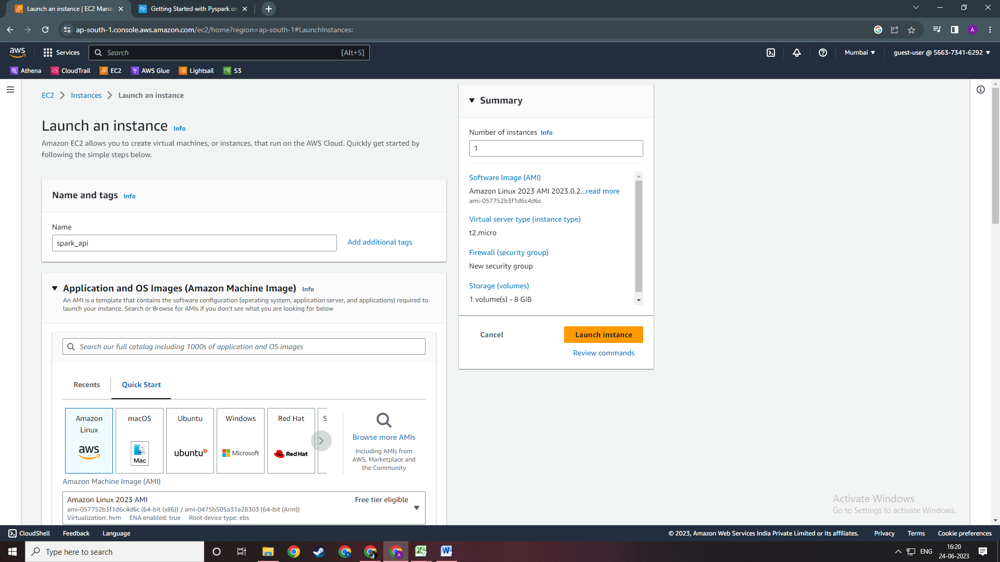 Launch an instance | EC2 Mana
Getting Started with Pyspark on
ap-south-1.console.aws.amazon.com/ec2/home?region=ap-south-1#LaunchInstances:
A
aws
Services
Search
[Alt+S]
Mumbai
guest-user @ 5663-7341-6292
Athena
CloudTrail
EC2
AWS Glue
Lightsail
S3
EC2
Instances
Launch an instance
Launch an instance Info
Amazon EC2 allows you to create virtual machines, or instances, that run on the AWS Cloud. Quickly get started by
following the simple steps below.
Name and tags Info
Name
spark_api
Add additional tags
Application and OS Images (Amazon Machine Image) Info
An AMI is a template that contains the software configuration (operating system, application server, and applications) required to
launch your instance. Search or Browse for AMIs if you don't see what you are looking for below
Search our full catalog including 1000s of application and OS images
Recents
Quick Start
Amazon
Linux
aws
macOS
Mac
Ubuntu
ubuntu
Windows
Microsoft
Red Hat
Red Hat
S
Browse more AMIs
Including AMIs from
AWS, Marketplace and
the Community
Amazon Machine Image (AMI)
Amazon Linux 2023 AMI
Free tier eligible
ami-057752b3f1d6c4d6c (64-bit (x86)) / ami-0475b505a31a28303 (64-bit (Arm))
Virtualization: hvm ENA enabled: true Root device type: ebs
Summary
Number of instances Info
1
Software Image (AMI)
Amazon Linux 2023 AMI 2023.0.2...read more
ami-057752b3f1d6c4d6c
Virtual server type (instance type)
t2.micro
Firewall (security group)
New security group
Storage (volumes)
1 volume(s) - 8 GiB
Cancel
Launch instance
Review commands
Activate Windows
Go to Settings to activate Windows.
CloudShell
Feedback
Language
© 2023, Amazon Web Services India Private Limited or its affiliates.
Privacy
Terms
Cookie preferences
Type here to search
ENG
16:20
24-06-2023